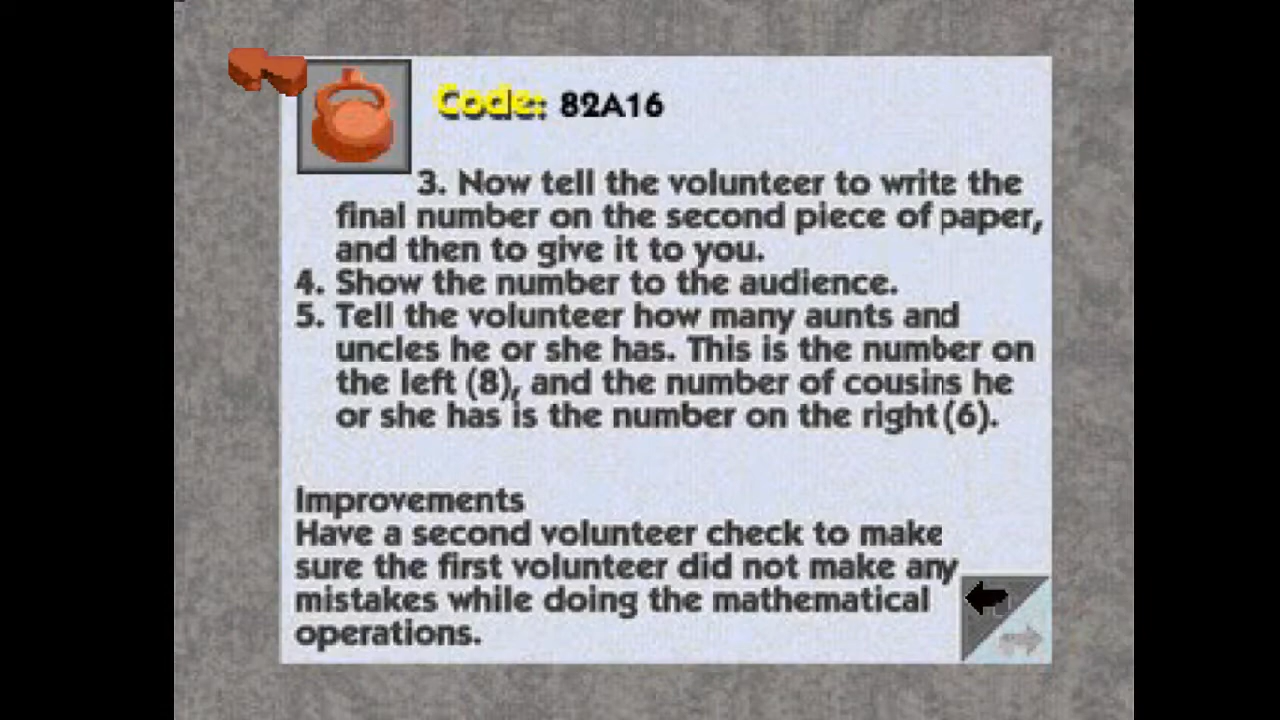 Code: 82A16
3. Now tell the volunteer to write the
final number on the second piece of paper,
and then to give it to you.
4. Show the number to the audience.
5. Tell the volunteer how many aunts and
uncles he or she has. This is the number on
the left (8), and the number of cousins he
or she has is the number on the right (6).
Improvements
Have a second volunteer check to make
sure the first volunteer did not make any
mistakes while doing the mathematical
operations.